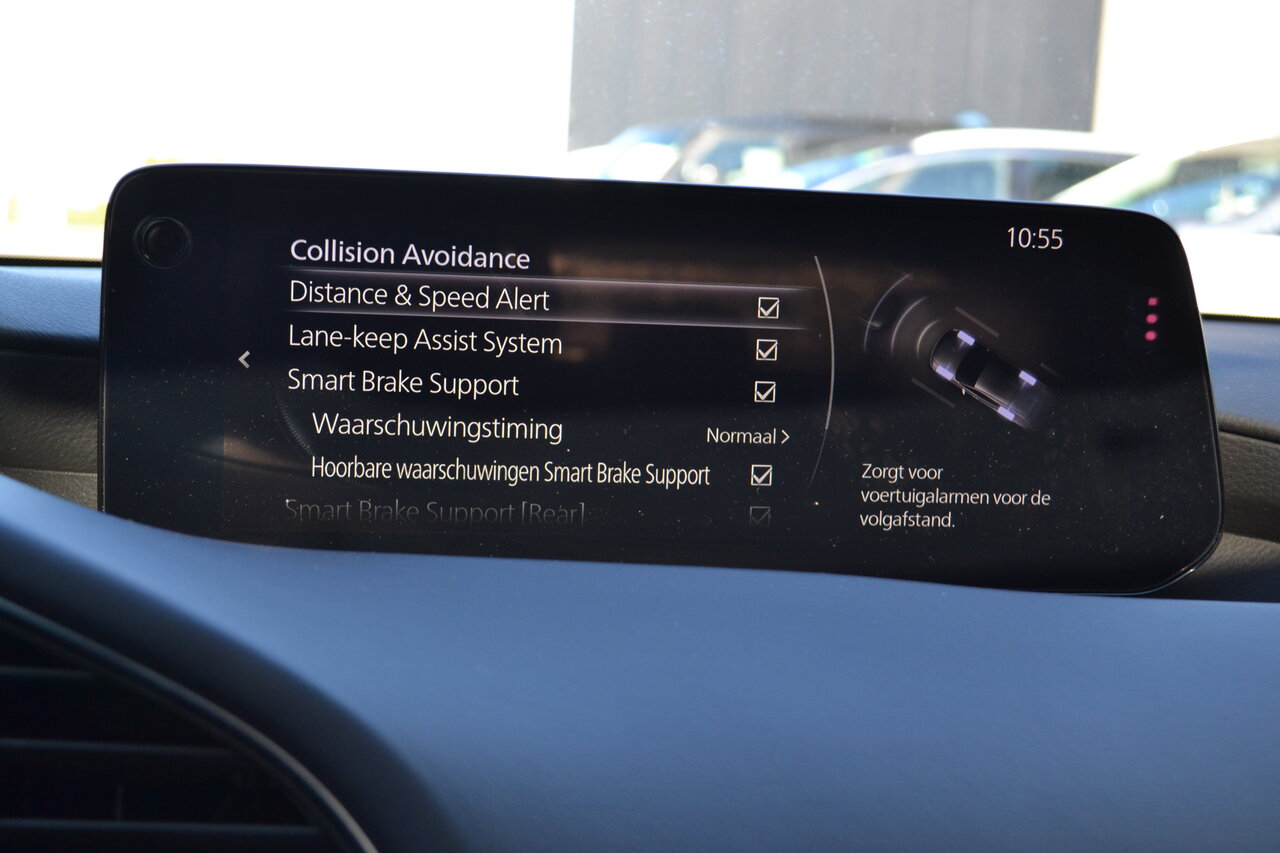 10:55
Collision Avoidance
Distance & Speed Alert
Lane-keep Assist System
Smart Brake Support
Waarschuwingstiming Normaal >
Hoorbare waarschuwingen Smart Brake Support
Smart Brake Support [Rear]
Zorgt voor
voertuigalarmen voor de
volgafstand.